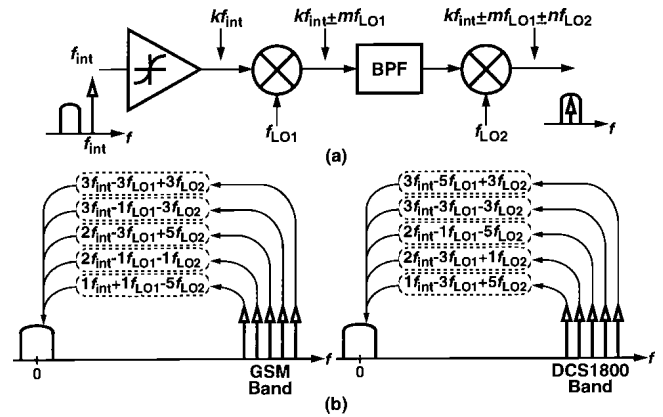 kf_int kf_int±mf_LO1 kf_int±mf_LO1±nf_LO2
f_int BPF
f_int f f_LO1 f_LO2 f
(a)
3f_int-3f_LO1+3f_LO2
3f_int-1f_LO1-3f_LO2
2f_int-3f_LO1+5f_LO2
2f_int-1f_LO1-1f_LO2
1f_int+1f_LO1-5f_LO2
0 GSM Band f
3f_int-5f_LO1+3f_LO2
3f_int-3f_LO1-3f_LO2
2f_int-1f_LO1-5f_LO2
2f_int-3f_LO1+1f_LO2
1f_int-3f_LO1+5f_LO2
0 DCS1800 Band f
(b)